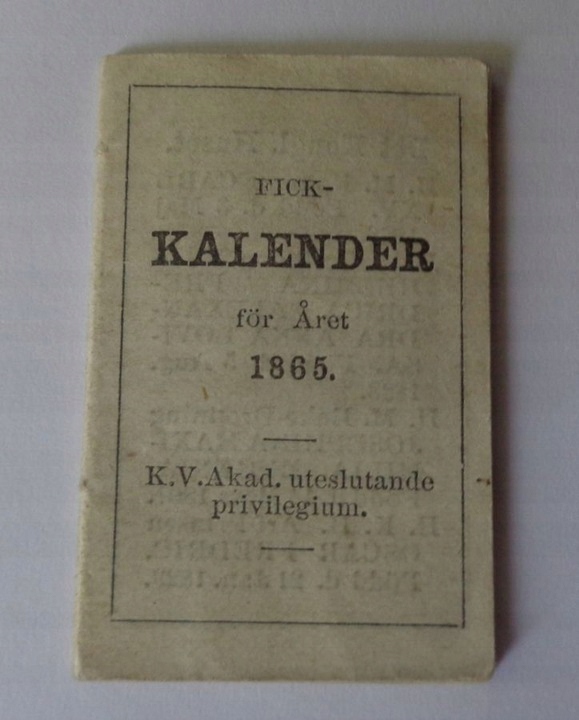 FICK-
KALENDER
för Året
1865.
K.V.Akad. uteslutande
privilegium.